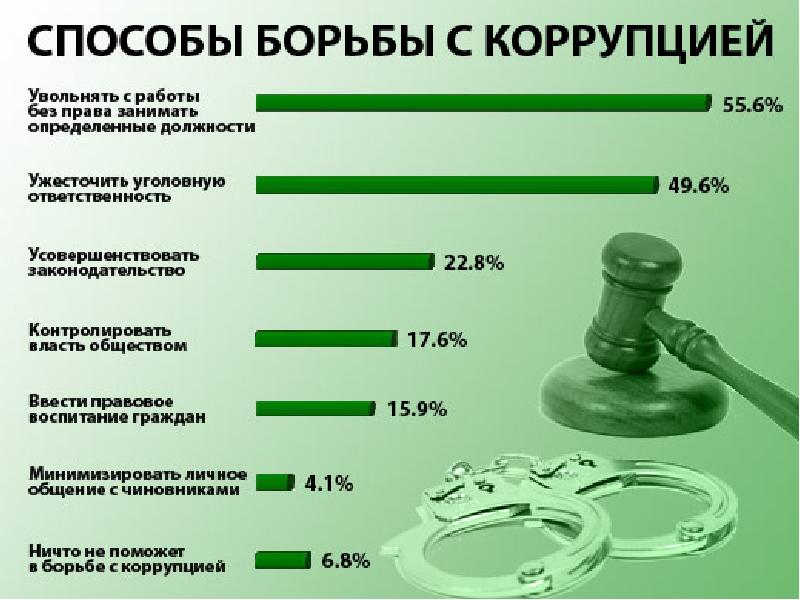 СПОСОБЫ БОРЬБЫ С КОРРУПЦИЕЙ
Увольнять с работы
без права занимать
определенные должности
55.6%
Ужесточить уголовную
ответственность
49.6%
Усовершенствовать
законодательство
22.8%
Контролировать
власть обществом
17.6%
Ввести правовое
воспитание граждан
15.9%
Минимизировать личное
общение с чиновниками
4.1%
Ничто не поможет
в борьбе с коррупцией
6.8%